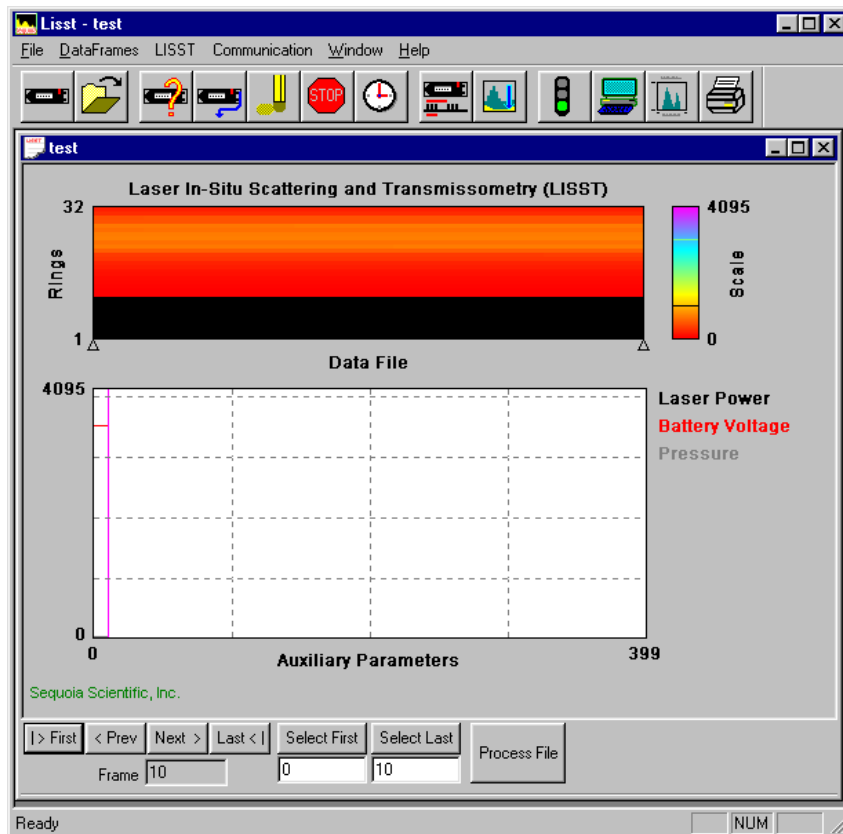 Lisst - test
File DataFrames LISST Communication Window Help
STOP
test
Laser In-Situ Scattering and Transmissometry (LISST)
32
4095
Rings
Scale
1
0
Data File
4095
Laser Power
Battery Voltage
Pressure
0
0
Auxiliary Parameters
399
Sequoia Scientific, Inc.
|> First
< Prev
Next >
Last < |
Select First
Select Last
Process File
Frame 10
0
10
Ready
NUM